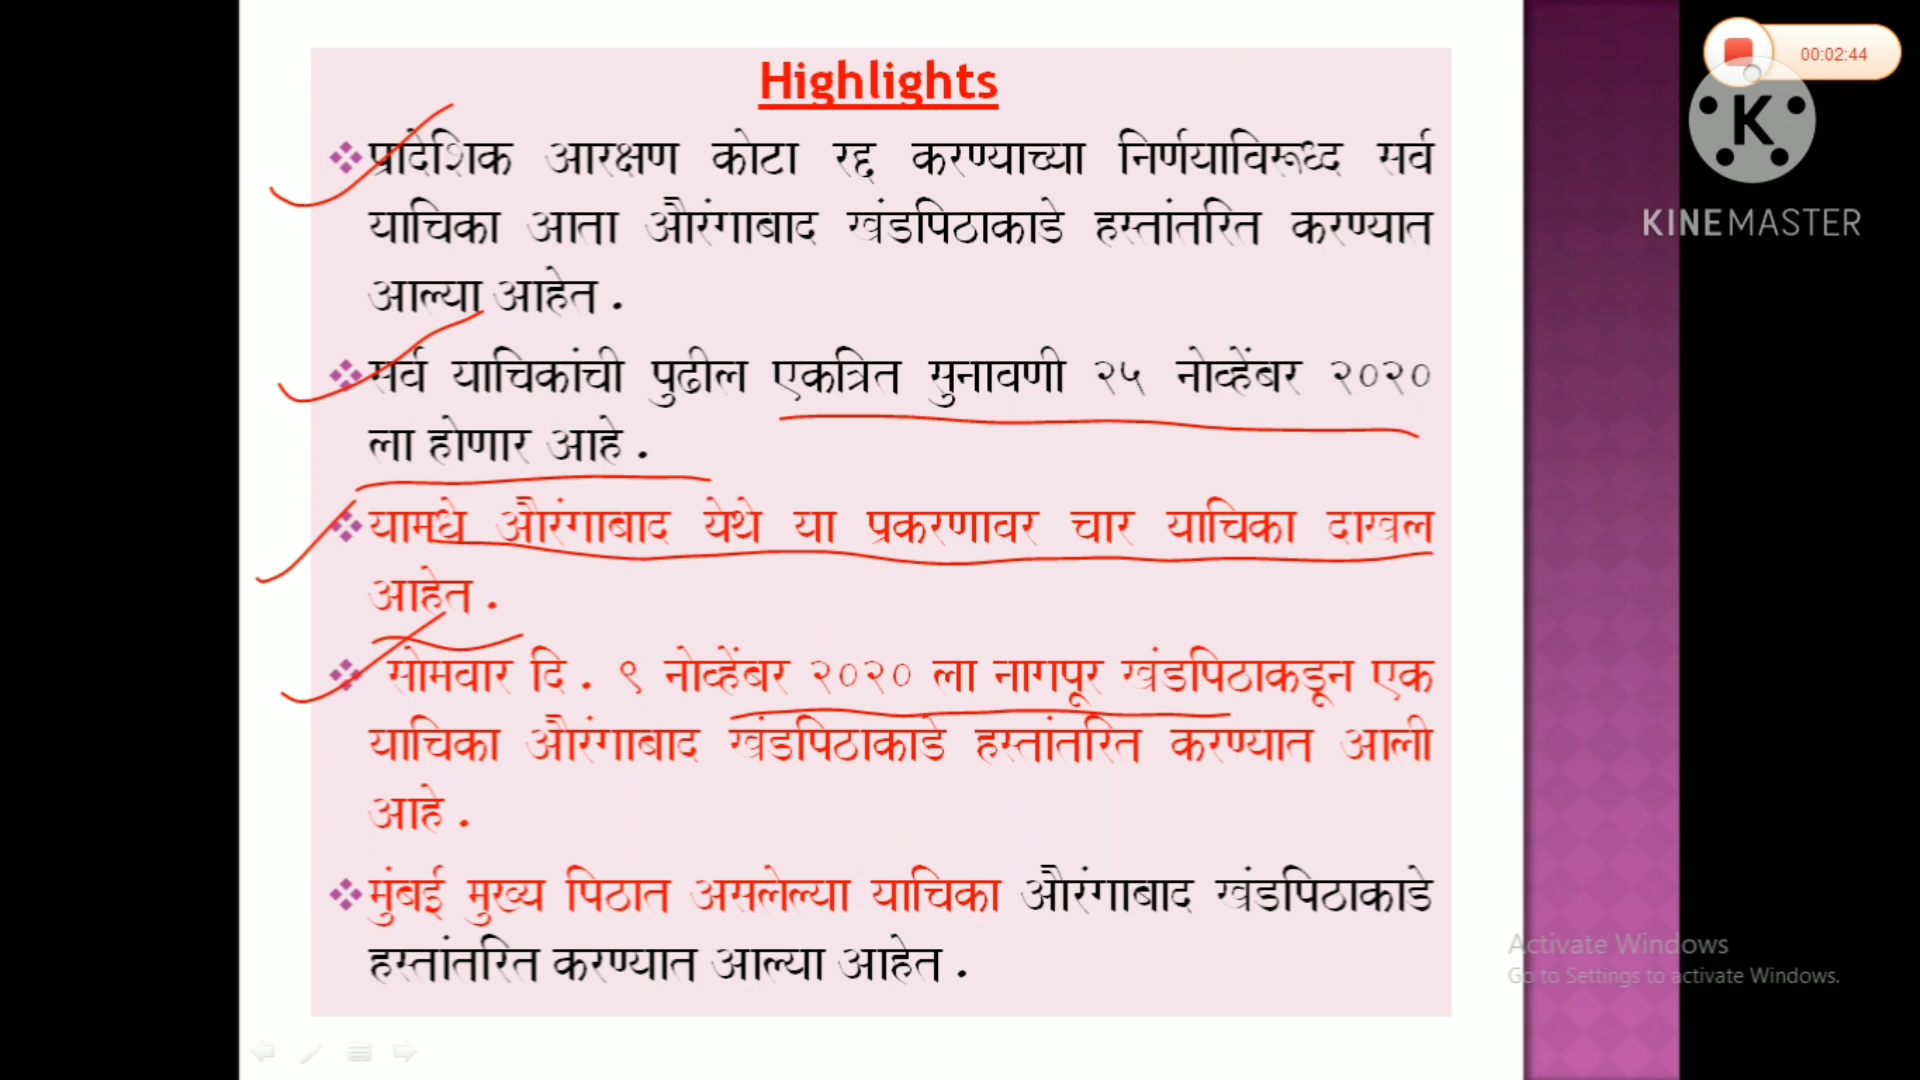 Highlights
प्रादेशिक आरक्षण कोटा रद्द करण्याच्या निर्णयाविरूध्द सर्व
याचिका आता औरंगाबाद खंडपिठाकाडे हस्तांतरित करण्यात
आल्या आहेत .
सर्व याचिकांची पुढील एकत्रित सुनावणी २५ नोव्हेंबर २०२०
ला होणार आहे .
यामधे औरंगाबाद येथे या प्रकरणावर चार याचिका दाखल
आहेत .
सोमवार दि . ९ नोव्हेंबर २०२० ला नागपूर खंडपिठाकडून एक
याचिका औरंगाबाद खंडपिठाकाडे हस्तांतरित करण्यात आली
आहे .
मुंबई मुख्य पिठात असलेल्या याचिका औरंगाबाद खंडपिठाकाडे
हस्तांतरित करण्यात आल्या आहेत .
00:02:44
K
KINEMASTER
Activate Windows
Go to Settings to activate Windows.